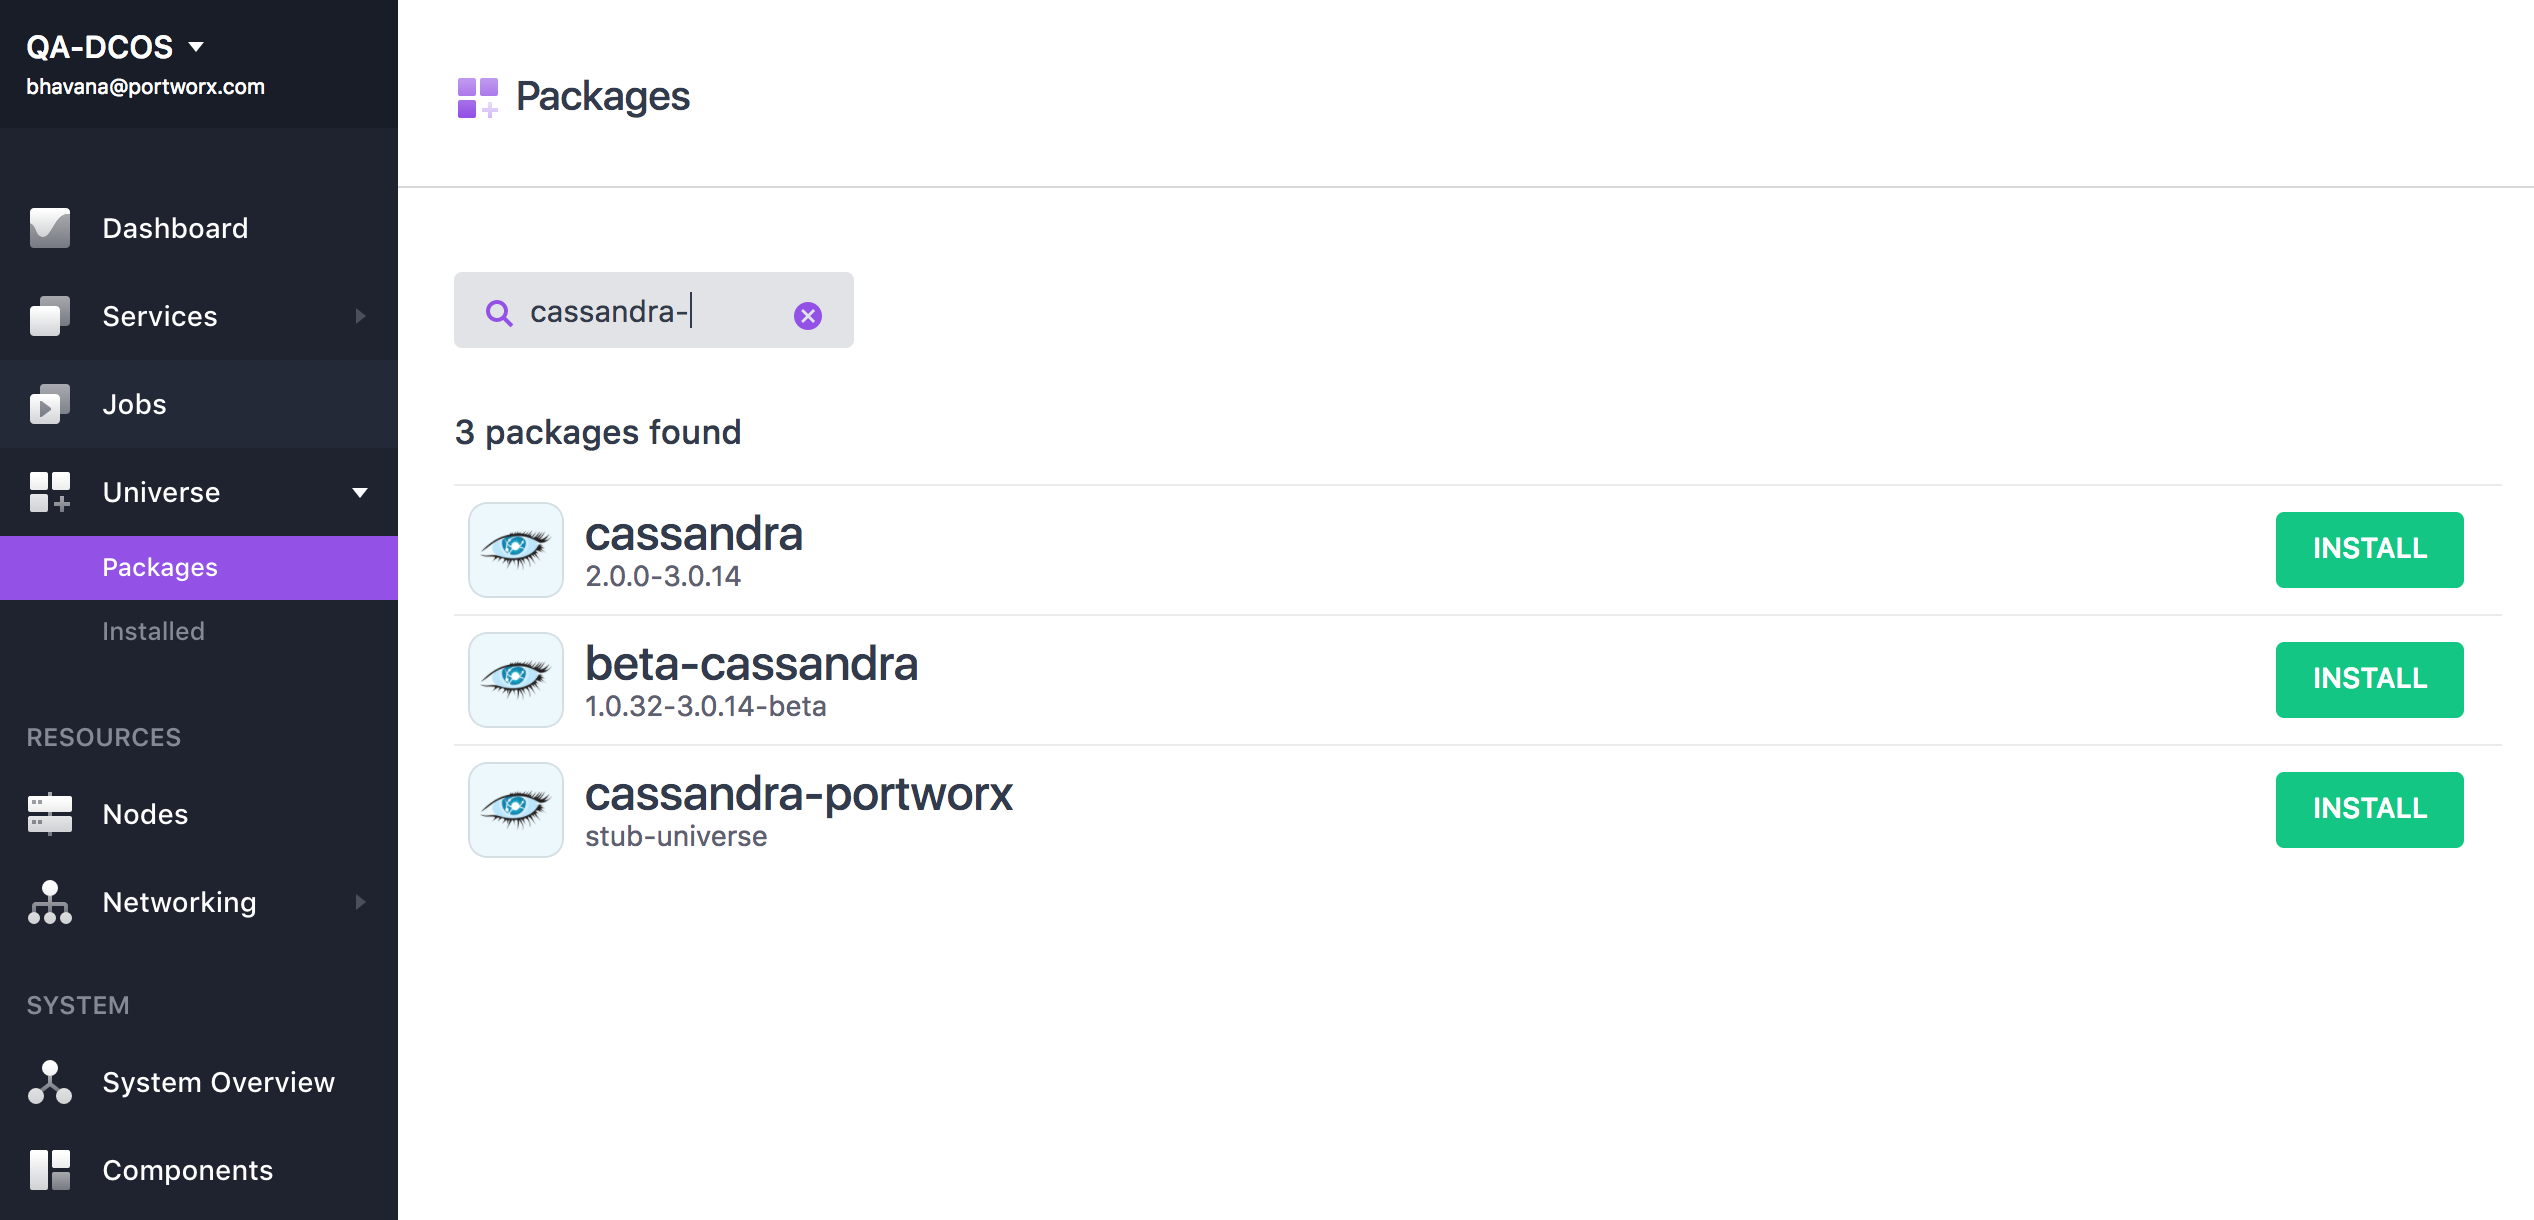 QA-DCOS
bhavana@portworx.com
Dashboard
Services
Jobs
Universe
Packages
Installed
RESOURCES
Nodes
Networking
SYSTEM
System Overview
Components
Packages
cassandra-
3 packages found
cassandra
2.0.0-3.0.14
INSTALL
beta-cassandra
1.0.32-3.0.14-beta
INSTALL
cassandra-portworx
stub-universe
INSTALL